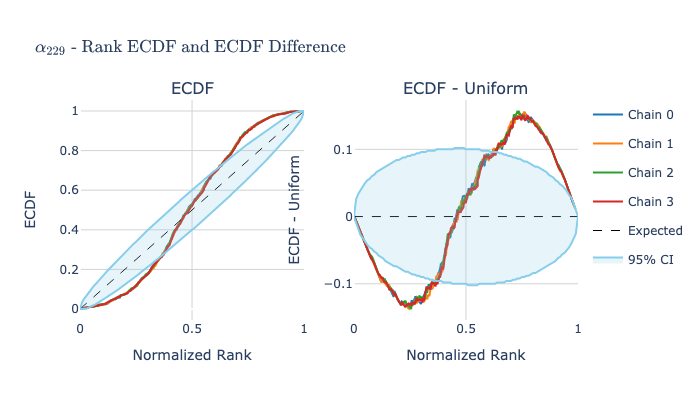 α₂₂₉ - Rank ECDF and ECDF Difference
ECDF
ECDF - Uniform
ECDF
1
0.8
0.6
0.4
0.2
0
0
0.5
1
Normalized Rank
ECDF - Uniform
0.1
0
−0.1
0
0.5
1
Normalized Rank
Chain 0
Chain 1
Chain 2
Chain 3
Expected
95% CI